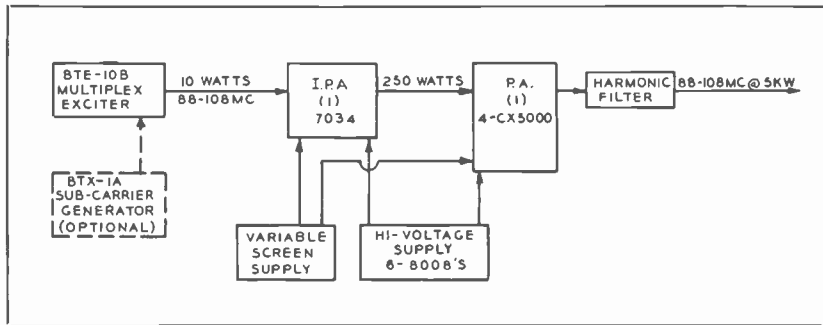 BTE-10B
MULTIPLEX
EXCITER
10 WATTS
88-108MC
I.P.A
(1)
7034
250 WATTS
P.A.
(1)
4-CX5000
HARMONIC
FILTER
88-108MC@5KW
BTX-1A
SUB-CARRIER
GENERATOR
(OPTIONAL)
VARIABLE
SCREEN
SUPPLY
HI-VOLTAGE
SUPPLY
6-8008'S